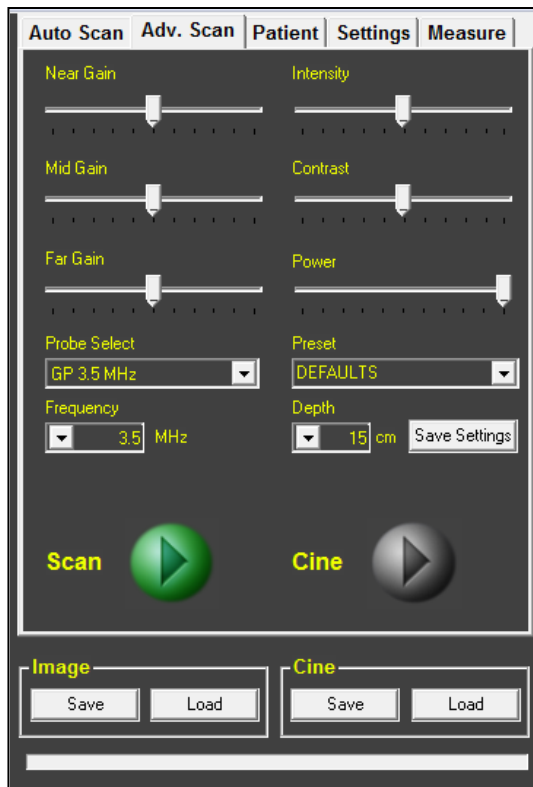 Auto Scan Adv. Scan Patient Settings Measure
Near Gain Intensity
Mid Gain Contrast
Far Gain Power
Probe Select Preset
GP 3.5 MHz DEFAULTS
Frequency Depth
3.5 MHz 15 cm Save Settings
Scan Cine
Image Cine
Save Load Save Load